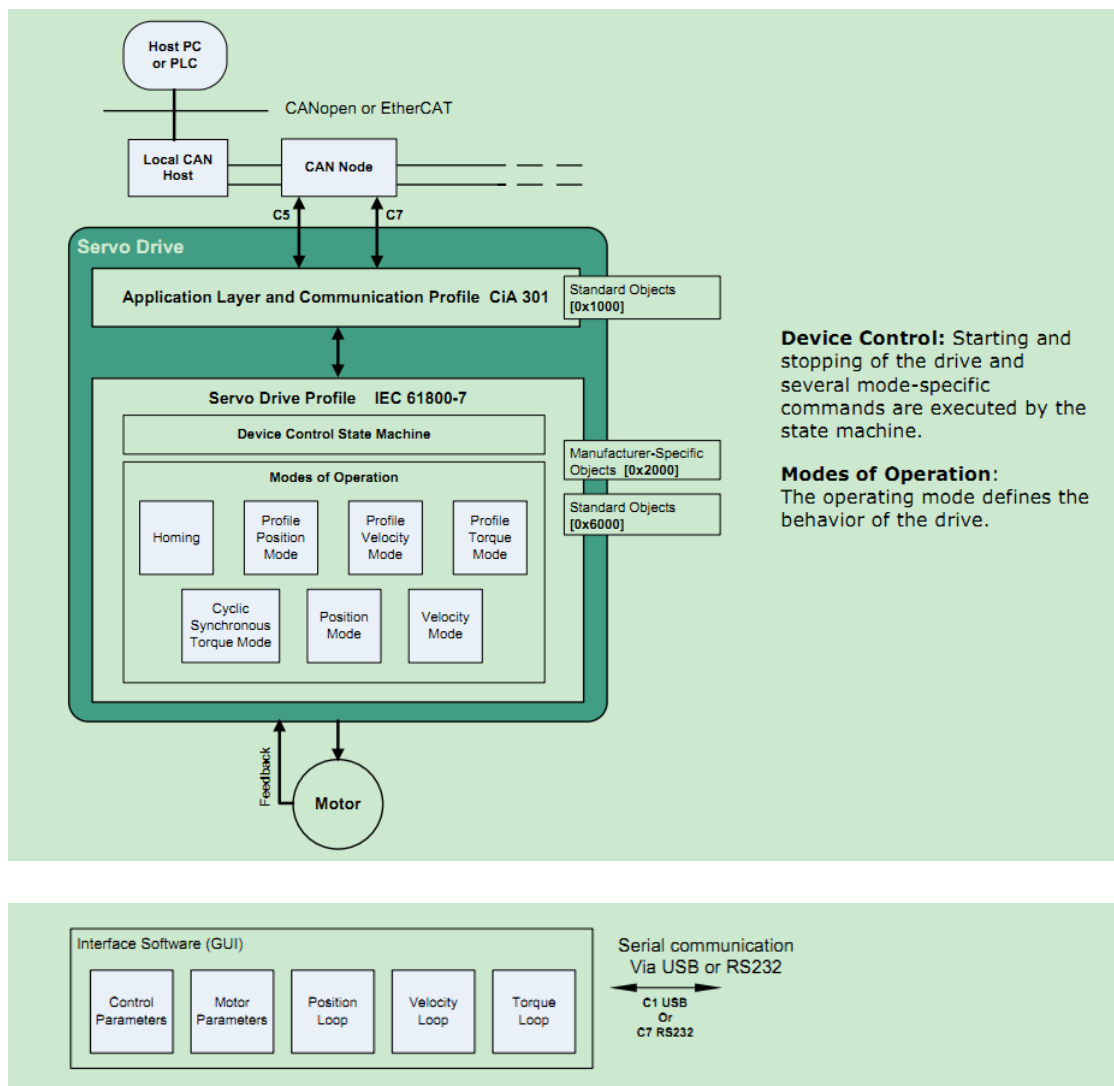 Host PC
or PLC
CANopen or EtherCAT
Local CAN
Host
CAN Node
C5
C7
Servo Drive
Application Layer and Communication Profile CiA 301
Standard Objects
[0x1000]
Servo Drive Profile IEC 61800-7
Device Control State Machine
Manufacturer-Specific
Objects [0x2000]
Standard Objects
[0x6000]
Modes of Operation
Homing
Profile
Position
Mode
Profile
Velocity
Mode
Profile
Torque
Mode
Cyclic
Synchronous
Torque Mode
Position
Mode
Velocity
Mode
Feedback
Motor
Device Control: Starting and
stopping of the drive and
several mode-specific
commands are executed by the
state machine.
Modes of Operation:
The operating mode defines the
behavior of the drive.
Interface Software (GUI)
Control
Parameters
Motor
Parameters
Position
Loop
Velocity
Loop
Torque
Loop
Serial communication
Via USB or RS232
C1 USB
Or
C7 RS232